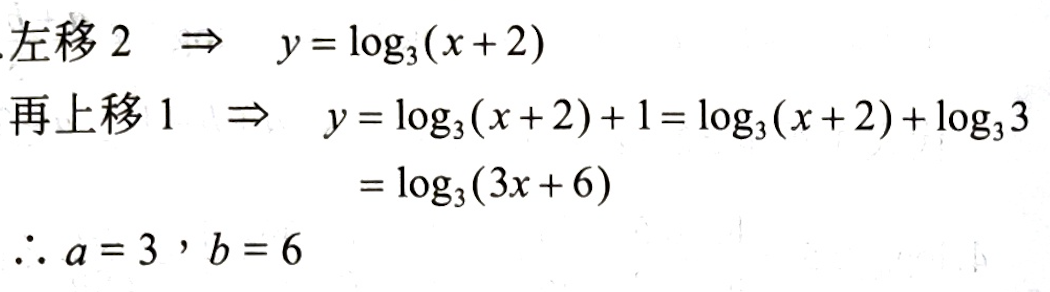 左移 2 ⇒ y = log₃(x + 2)
再上移 1 ⇒ y = log₃(x + 2) + 1 = log₃(x + 2) + log₃3
= log₃(3x + 6)
∴ a = 3，b = 6